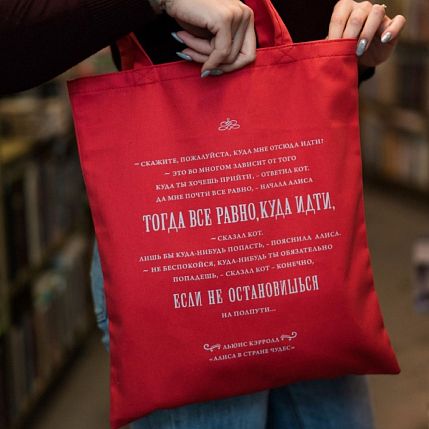 ~ СКАЖИТЕ, ПОЖАЛУЙСТА, КУДА МНЕ ОТСЮДА ИДТИ?
~ ЭТО ВО МНОГОМ ЗАВИСИТ ОТ ТОГО
КУДА ТЫ ХОЧЕШЬ ПРИЙТИ, - ОТВЕТИЛ КОТ.
ДА МНЕ ПОЧТИ ВСЕ РАВНО, - НАЧАЛА АЛИСА
ТОГДА ВСЕ РАВНО,КУДА ИДТИ,
~ СКАЗАЛ КОТ.
ЛИШЬ БЫ КУДА-НИБУДЬ ПОПАСТЬ, - ПОЯСНИЛА АЛИСА.
~ НЕ БЕСПОКОЙСЯ, КУДА-НИБУДЬ ТЫ ОБЯЗАТЕЛЬНО
ПОПАДЕШЬ, - СКАЗАЛ КОТ - КОНЕЧНО,
ЕСЛИ НЕ ОСТАНОВИШЬСЯ
НА ПОЛПУТИ...
ЛЬЮИС КЭРРОЛЛ
«АЛИСА В СТРАНЕ ЧУДЕС»